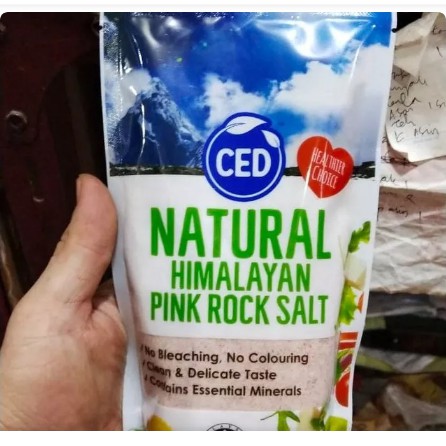 CED
HEALTHIER
CHOICE
NATURAL
HIMALAYAN
PINK ROCK SALT
No Bleaching, No Colouring
Clean & Delicate Taste
Contains Essential Minerals